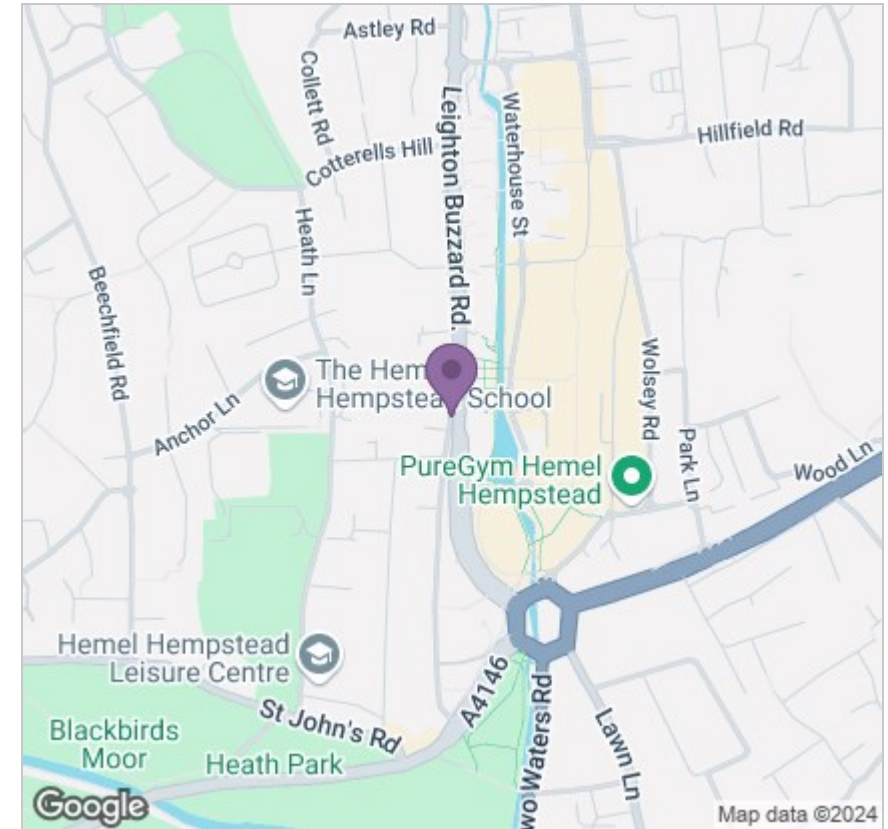 Astley Rd
Collett Rd
Leighton Buzzard Rd.
Waterhouse St
Hillfield Rd
Cotterells Hill
Heath Ln
Beechfield Rd
The Hem
Hempstead School
Wolsey Rd
Anchor Ln
Park Ln
PureGym Hemel
Hempstead
Wood Ln
Hemel Hempstead
Leisure Centre
A4146
St John's Rd
Blackbirds
Moor
Heath Park
wo Waters Rd
Lawn Ln
Google
Map data ©2024